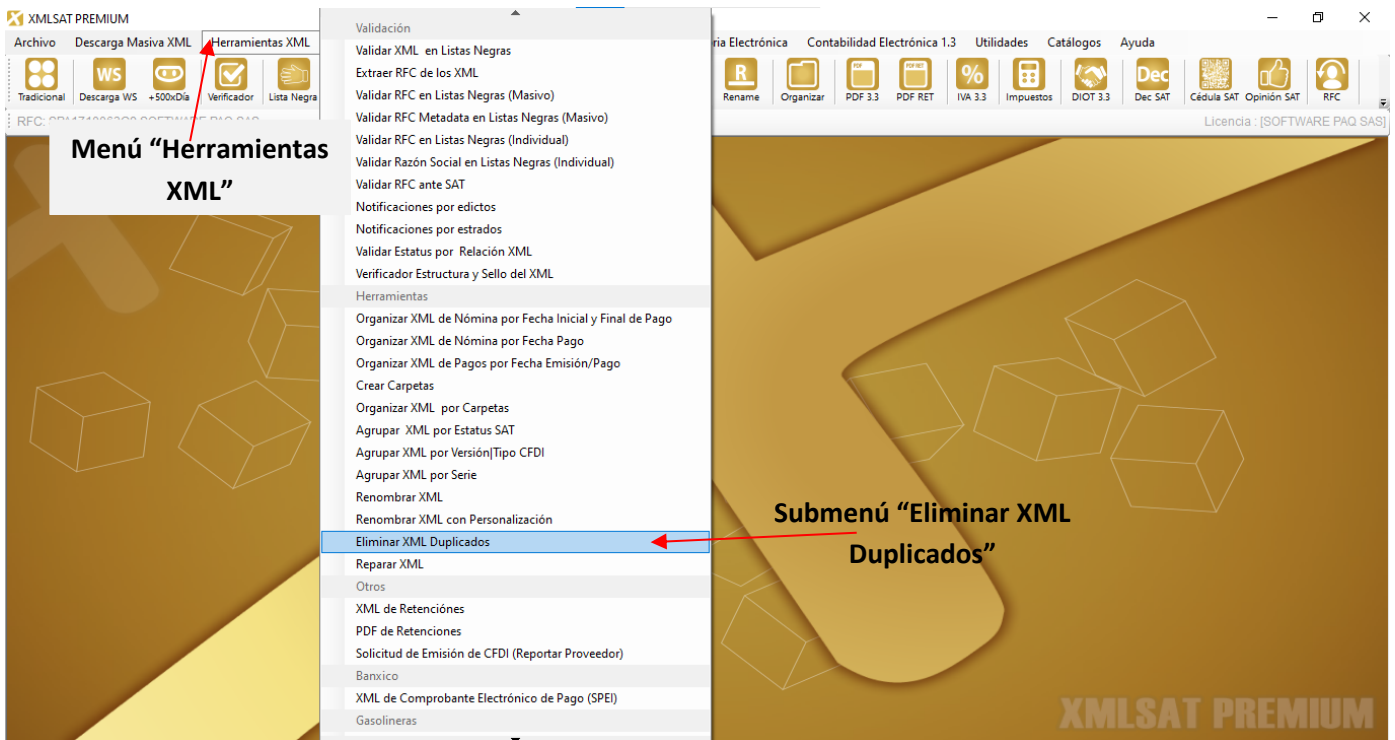 XMLSAT PREMIUM
Archivo Descarga Masiva XML Herramientas XML
ria Electrónica Contabilidad Electrónica 1.3 Utilidades Catálogos Ayuda
Tradicional Descarga WS +500xDía Verificador Lista Negra
Rename Organizar PDF 3.3 PDF RET IVA 3.3 Impuestos DIOT 3.3 Dec SAT Cédula SAT Opinión SAT RFC
RFC:
Licencia : [SOFTWARE PAQ SAS]
Menú “Herramientas
XML”
Validación
Validar XML en Listas Negras
Extraer RFC de los XML
Validar RFC en Listas Negras (Masivo)
Validar RFC Metadata en Listas Negras (Masivo)
Validar RFC en Listas Negras (Individual)
Validar Razón Social en Listas Negras (Individual)
Validar RFC ante SAT
Notificaciones por edictos
Notificaciones por estrados
Validar Estatus por Relación XML
Verificador Estructura y Sello del XML
Herramientas
Organizar XML de Nómina por Fecha Inicial y Final de Pago
Organizar XML de Nómina por Fecha Pago
Organizar XML de Pagos por Fecha Emisión/Pago
Crear Carpetas
Organizar XML por Carpetas
Agrupar XML por Estatus SAT
Agrupar XML por Versión|Tipo CFDI
Agrupar XML por Serie
Renombrar XML
Renombrar XML con Personalización
Eliminar XML Duplicados
Reparar XML
Otros
XML de Retenciónes
PDF de Retenciones
Solicitud de Emisión de CFDI (Reportar Proveedor)
Banxico
XML de Comprobante Electrónico de Pago (SPEI)
Gasolineras
Submenú “Eliminar XML
Duplicados”
XMLSAT PREMIUM